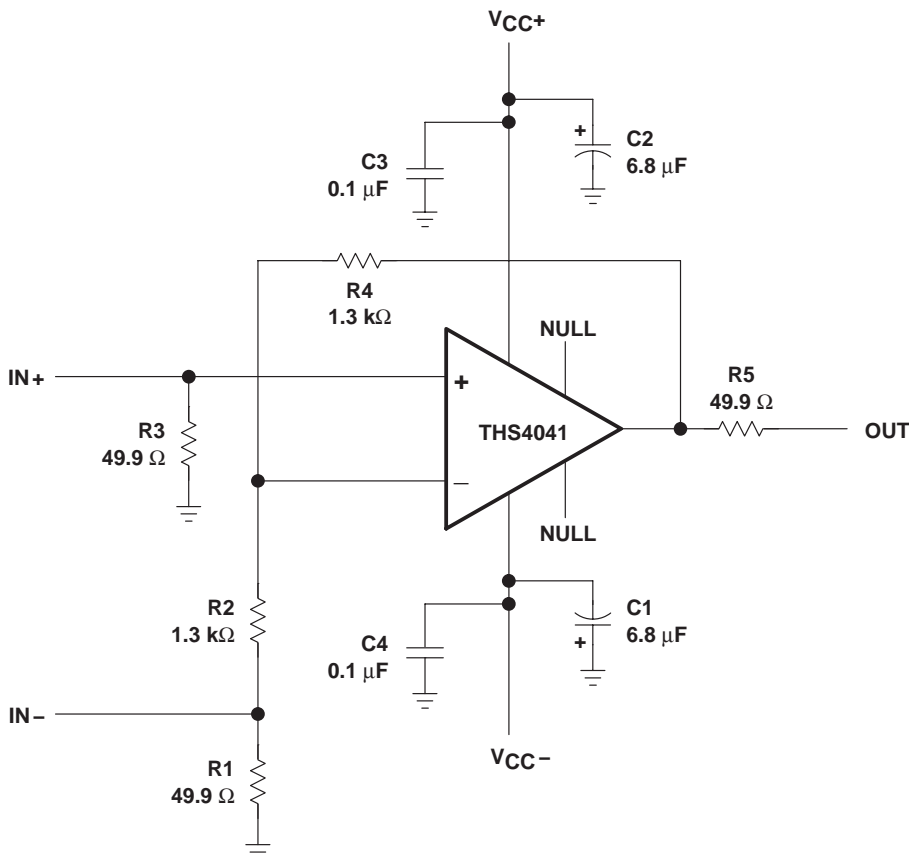 VCC+
C3
0.1 μF
+
C2
6.8 μF
R4
1.3 kΩ
NULL
IN+
+
R3
49.9 Ω
THS4041
R5
49.9 Ω
OUT
−
NULL
R2
1.3 kΩ
C4
0.1 μF
C1
6.8 μF
+
IN−
VCC−
R1
49.9 Ω